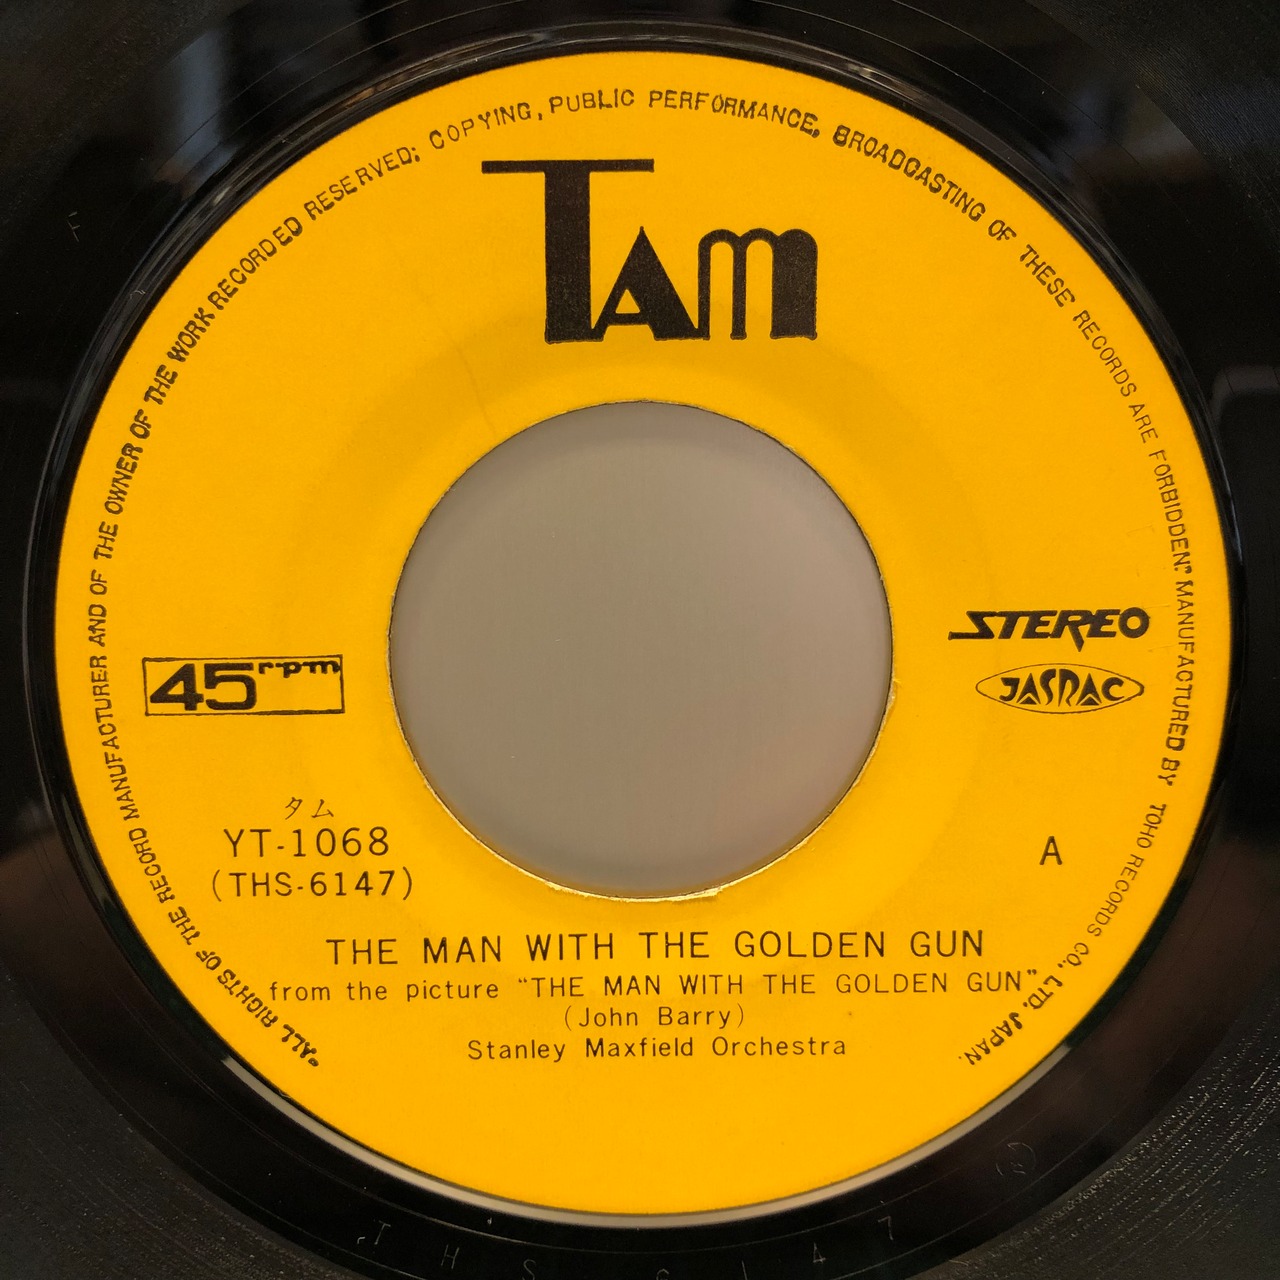 "ALL RIGHTS OF THE RECORD MANUFACTURER AND OF THE OWNER OF THE WORK RECORDED RESERVED; COPYING, PUBLIC PERFORMANCE, BROADCASTING OF THESE RECORDS ARE FORBIDDEN." MANUFACTURED BY TOHO RECORDS CO., LTD. JAPAN.
TAM
STEREO
45rpm
JASRAC
タム
YT-1068
A
(THS-6147)
THE MAN WITH THE GOLDEN GUN
from the picture "THE MAN WITH THE GOLDEN GUN"
(John Barry)
Stanley Maxfield Orchestra